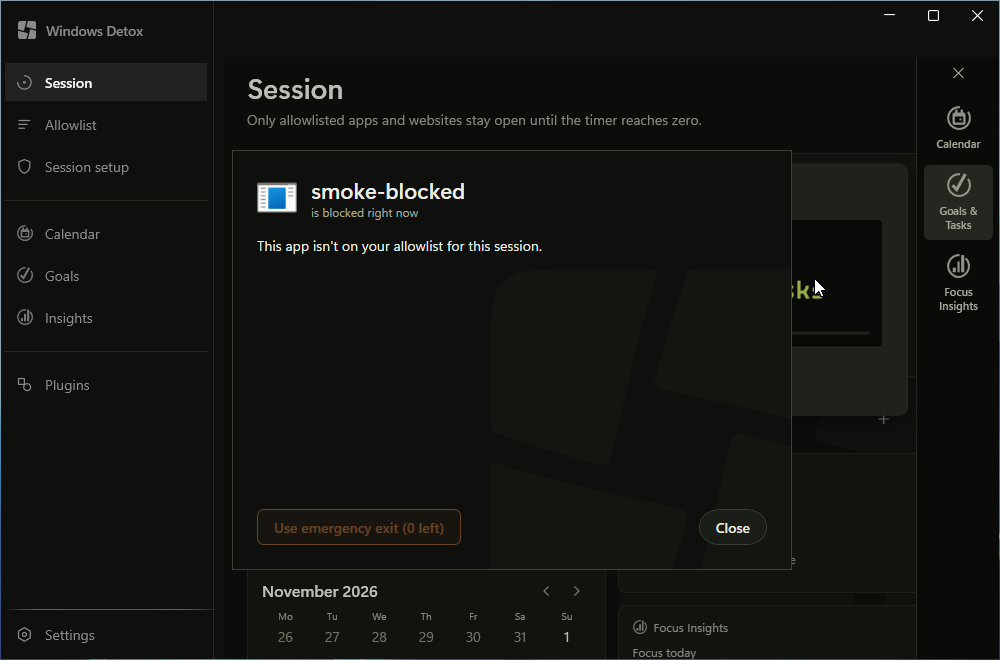 Windows Detox
Session
Allowlist
Session setup
Calendar
Goals
Insights
Plugins
Settings
Session
Only allowlisted apps and websites stay open until the timer reaches zero.
smoke-blocked
is blocked right now
This app isn't on your allowlist for this session.
Use emergency exit (0 left)
Close
November 2026
Mo Tu We Th Fr Sa Su
26 27 28 29 30 31 1
Focus Insights
Focus today
Calendar
Goals &
Tasks
Focus
Insights